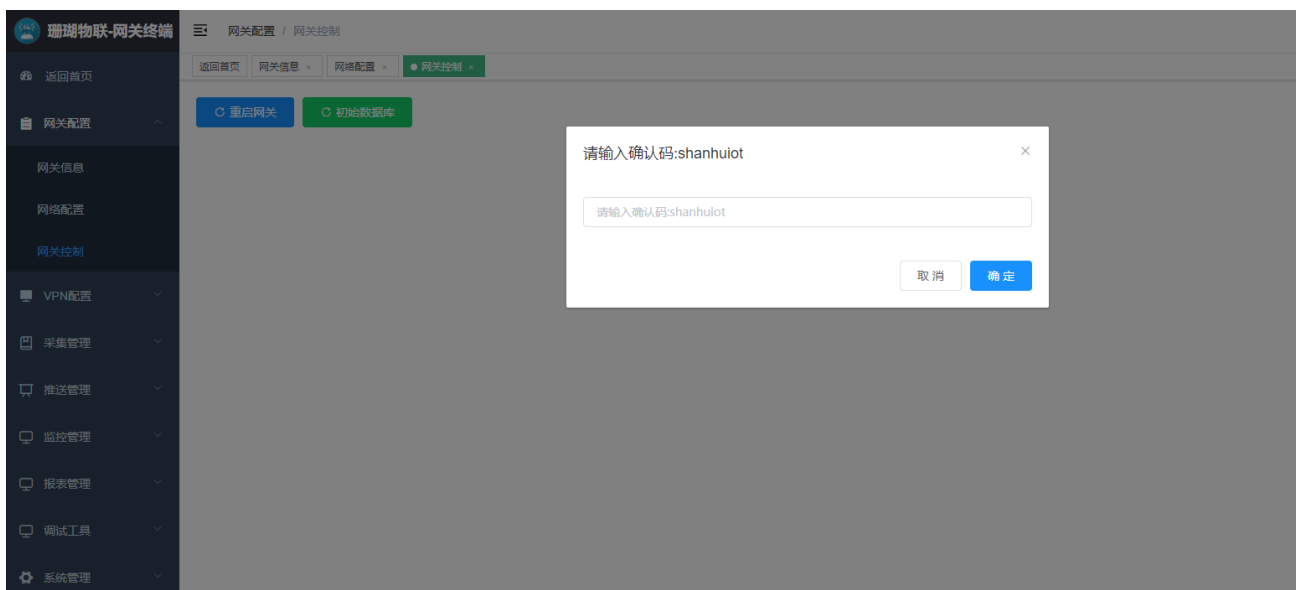 珊瑚物联-网关终端
网关配置 / 网关控制
返回首页 网关信息 × 网络配置 × 网关控制 ×
返回首页
网关配置
网关信息
网络配置
网关控制
VPN配置
采集管理
推送管理
监控管理
报表管理
调试工具
系统管理
重启网关 初始数据库
请输入确认码:shanhuiot
请输入确认码:shanhuiot
取消 确定